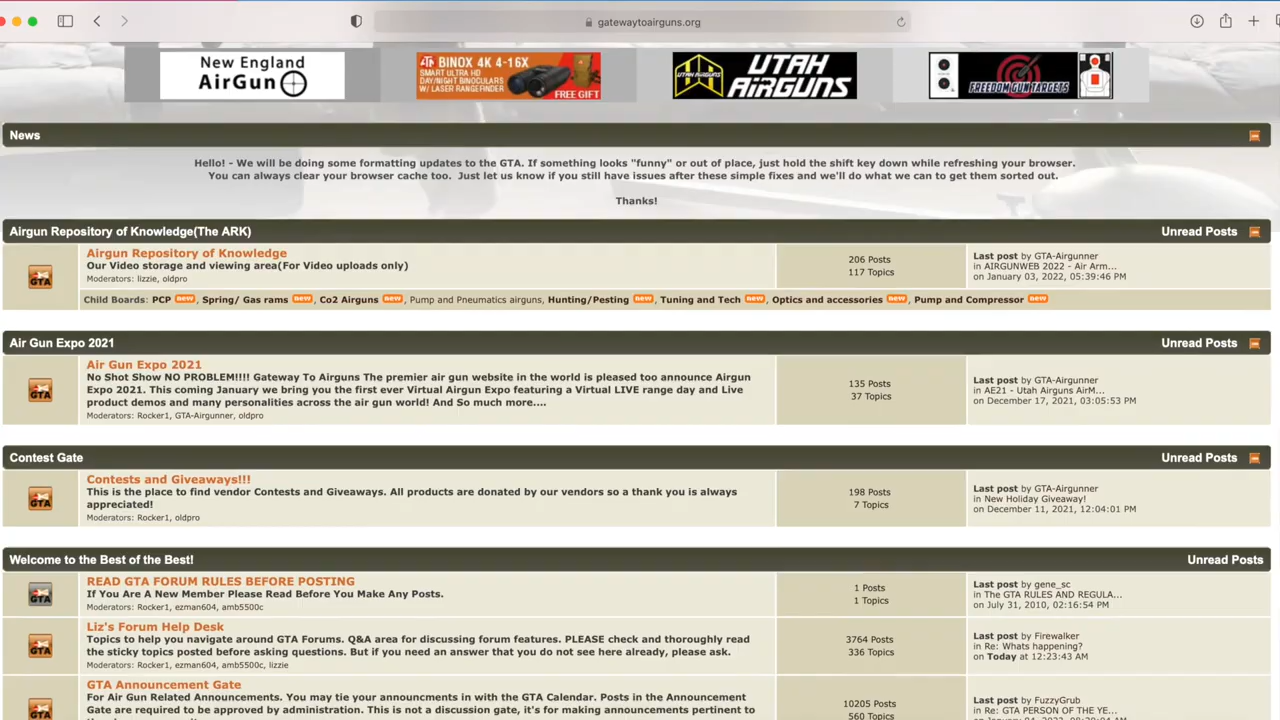 gatewaytoairguns.org
New England
AirGun
BINOX 4K 4-16X
SMART ULTRA HD
DAY/NIGHT BINOCULARS
W/ LASER RANGEFINDER
FREE GIFT
UTAH AIRGUNS
UTAH
AIRGUNS
FREEDOM GUN TARGETS
News
Hello! - We will be doing some formatting updates to the GTA. If something looks "funny" or out of place, just hold the shift key down while refreshing your browser.
You can always clear your browser cache too. Just let us know if you still have issues after these simple fixes and we'll do what we can to get them sorted out.
Thanks!
Airgun Repository of Knowledge(The ARK)
Unread Posts
GTA
Airgun Repository of Knowledge
Our Video storage and viewing area(For Video uploads only)
Moderators: lizzie, oldpro
206 Posts
117 Topics
Last post by GTA-Airgunner
in AIRGUNWEB 2022 - Air Arm...
on January 03, 2022, 05:39:46 PM
Child Boards: PCP new, Spring/ Gas rams new, Co2 Airguns new, Pump and Pneumatics airguns, Hunting/Pesting new, Tuning and Tech new, Optics and accessories new, Pump and Compressor new
Air Gun Expo 2021
Unread Posts
GTA
Air Gun Expo 2021
No Shot Show NO PROBLEM!!!! Gateway To Airguns The premier air gun website in the world is pleased too announce Airgun
Expo 2021. This coming January we bring you the first ever Virtual Airgun Expo featuring a Virtual LIVE range day and Live
product demos and many personalities across the air gun world! And So much more....
Moderators: Rocker1, GTA-Airgunner, oldpro
135 Posts
37 Topics
Last post by GTA-Airgunner
in AE21 - Utah Airguns AirM...
on December 17, 2021, 03:05:53 PM
Contest Gate
Unread Posts
GTA
Contests and Giveaways!!!
This is the place to find vendor Contests and Giveaways. All products are donated by our vendors so a thank you is always
appreciated!
Moderators: Rocker1, oldpro
198 Posts
7 Topics
Last post by GTA-Airgunner
in New Holiday Giveaway!
on December 11, 2021, 12:04:01 PM
Welcome to the Best of the Best!
Unread Posts
GTA
READ GTA FORUM RULES BEFORE POSTING
If You Are A New Member Please Read Before You Make Any Posts.
Moderators: Rocker1, ezman604, amb5500c
1 Posts
1 Topics
Last post by gene_sc
in The GTA RULES AND REGULA...
on July 31, 2010, 02:16:54 PM
GTA
Liz's Forum Help Desk
Topics to help you navigate around GTA Forums. Q&A area for discussing forum features. PLEASE check and thoroughly read
the sticky topics posted before asking questions. But if you need an answer that you do not see here already, please ask.
Moderators: Rocker1, ezman604, amb5500c, lizzie
3764 Posts
336 Topics
Last post by Firewalker
in Re: Whats happening?
on Today at 12:23:43 AM
GTA
GTA Announcement Gate
For Air Gun Related Announcements. You may tie your announcments in with the GTA Calendar. Posts in the Announcement
Gate are required to be approved by administration. This is not a discussion gate, it's for making announcements pertinent to
10205 Posts
560 Topics
Last post by FuzzyGrub
in Re: GTA PERSON OF THE YE...